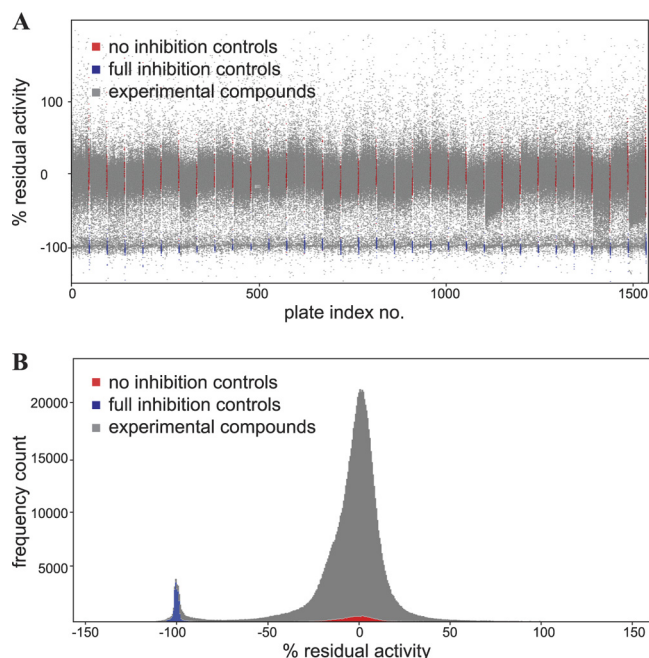 A
no inhibition controls
full inhibition controls
experimental compounds
% residual activity
100
0
-100
0
500
1000
1500
plate index no.
B
no inhibition controls
full inhibition controls
experimental compounds
frequency count
20000
15000
10000
5000
-150
-100
-50
0
50
100
150
% residual activity